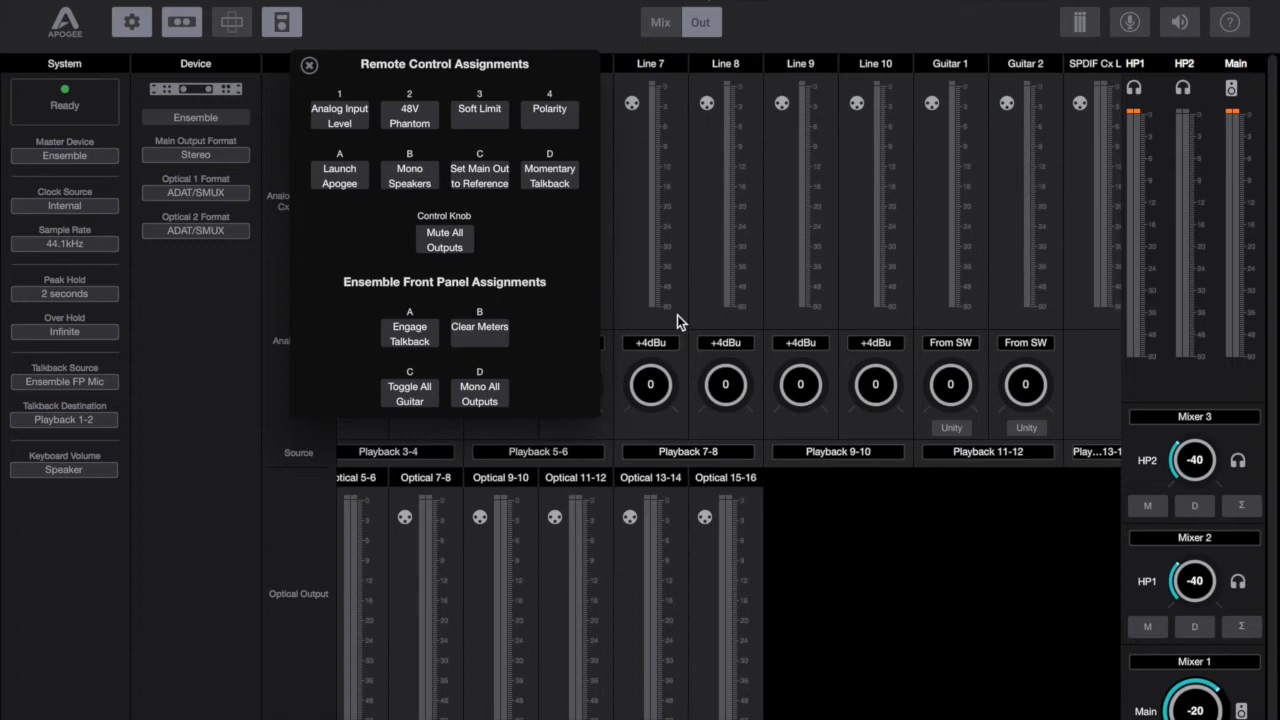 APOGEE
Mix
Out
?
System
Ready
Master Device
Ensemble
Clock Source
Internal
Sample Rate
44.1kHz
Peak Hold
2 seconds
Over Hold
Infinite
Talkback Source
Ensemble FP Mic
Talkback Destination
Playback 1-2
Keyboard Volume
Speaker
Device
Ensemble
Main Output Format
Stereo
Optical 1 Format
ADAT/SMUX
Optical 2 Format
ADAT/SMUX
Remote Control Assignments
1
Analog Input
Level
2
48V
Phantom
3
Soft Limit
4
Polarity
A
Launch
Apogee
B
Mono
Speakers
C
Set Main Out
to Reference
D
Momentary
Talkback
Control Knob
Mute All
Outputs
Ensemble Front Panel Assignments
A
Engage
Talkback
B
Clear Meters
C
Toggle All
Guitar
D
Mono All
Outputs
Line 7
Line 8
Line 9
Line 10
Guitar 1
Guitar 2
SPDIF Cx L
HP1
HP2
Main
+4dBu
+4dBu
+4dBu
+4dBu
From SW
From SW
0
0
0
0
0
0
Unity
Unity
Source
Playback 3-4
Playback 5-6
Playback 7-8
Playback 9-10
Playback 11-12
Play...13-1
otical 5-6
Optical 7-8
Optical 9-10
Optical 11-12
Optical 13-14
Optical 15-16
Optical Output
Mixer 3
HP2
-40
M
D
Σ
Mixer 2
HP1
-40
M
D
Σ
Mixer 1
Main
-20